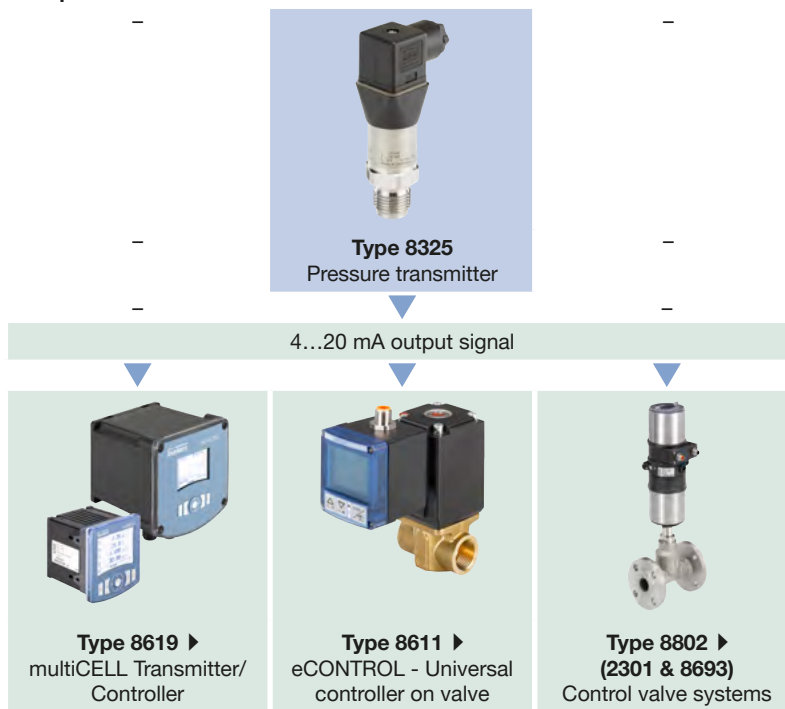 –
–
–
Type 8325
–
Pressure transmitter
–
–
4…20 mA output signal
Type 8619 ▶
multiCELL Transmitter/
Controller
Type 8611 ▶
eCONTROL - Universal
controller on valve
Type 8802 ▶
(2301 & 8693)
Control valve systems